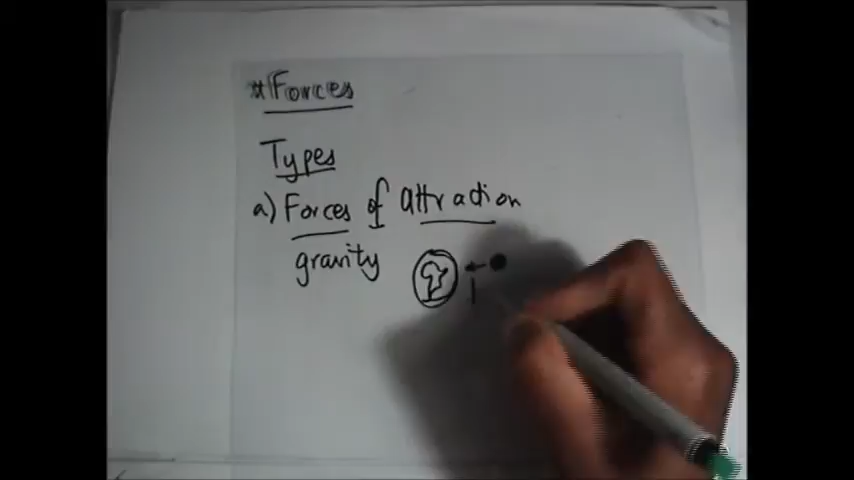 *Forces
Types
a) Forces of attraction
gravity